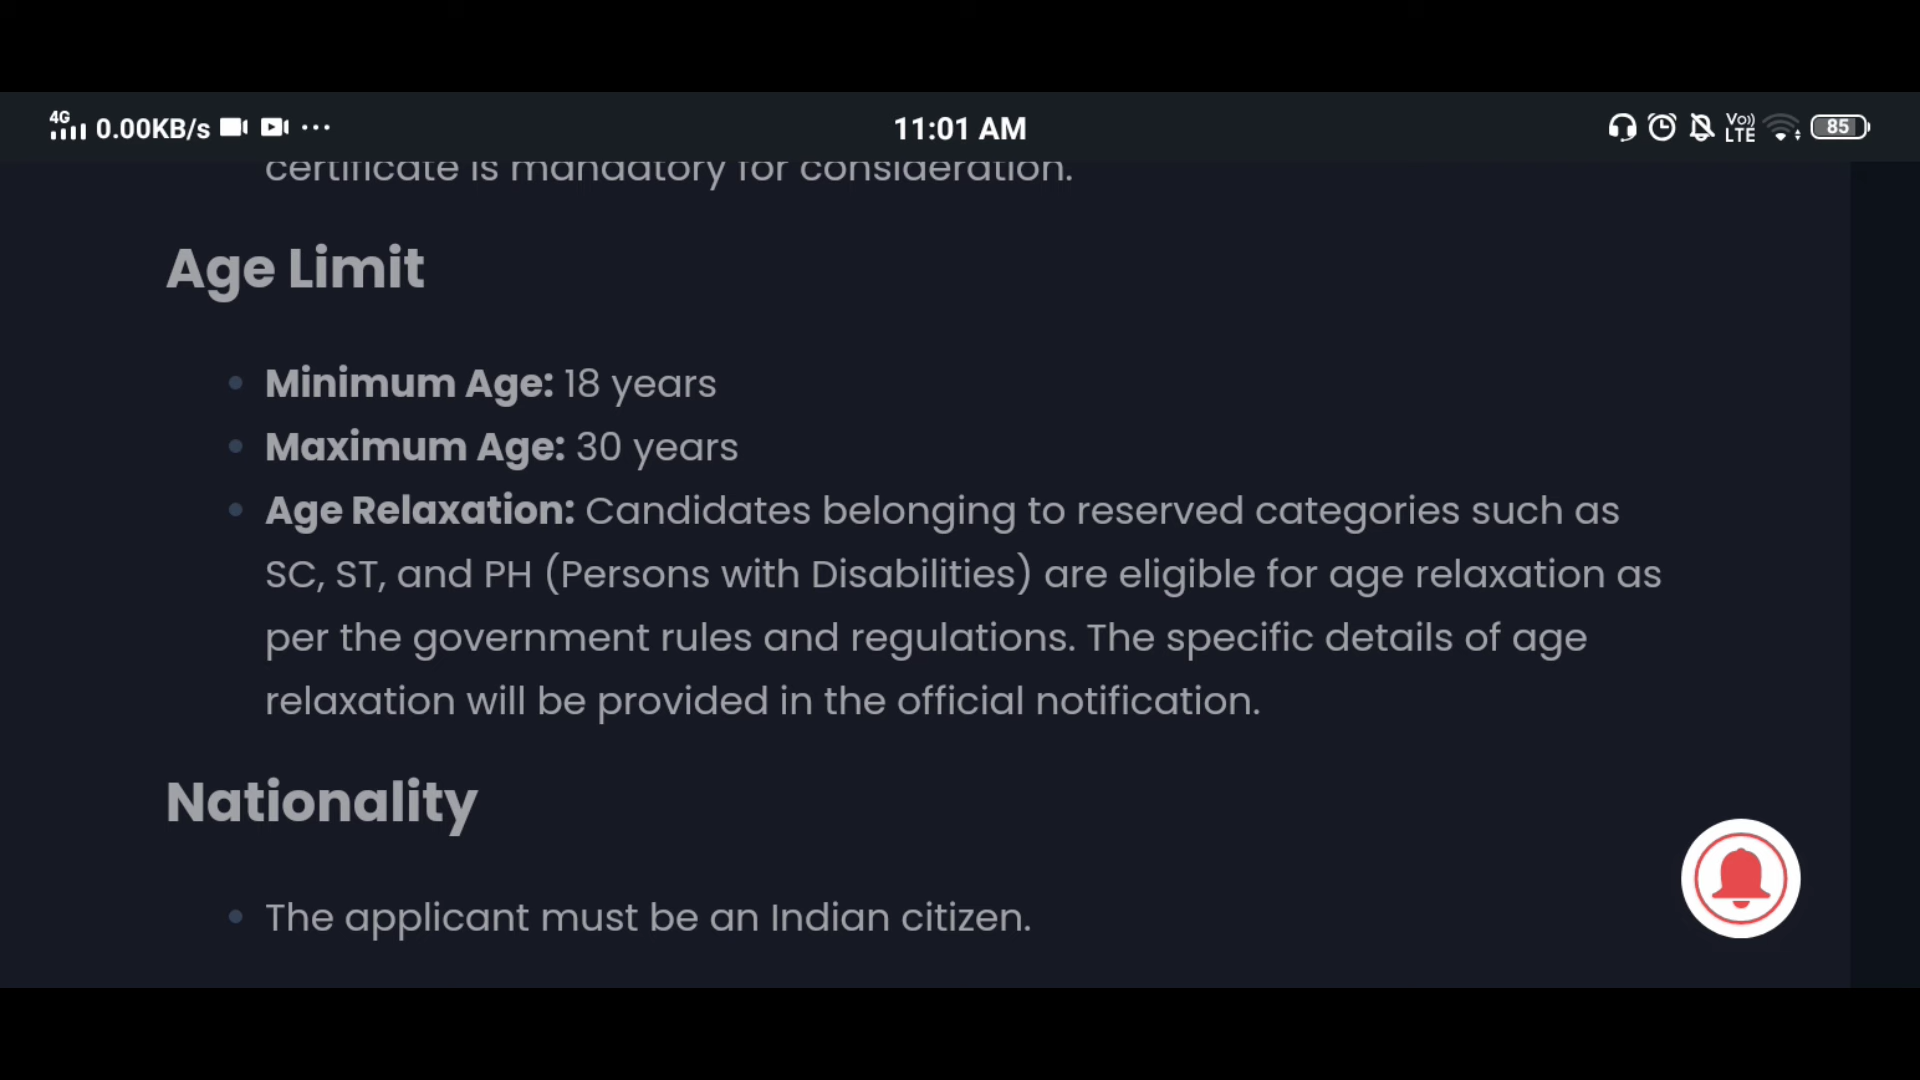 4G 0.00KB/s ... 11:01 AM Vo)) LTE 85
certificate is mandatory for consideration.
Age Limit
Minimum Age: 18 years
Maximum Age: 30 years
Age Relaxation: Candidates belonging to reserved categories such as
SC, ST, and PH (Persons with Disabilities) are eligible for age relaxation as
per the government rules and regulations. The specific details of age
relaxation will be provided in the official notification.
Nationality
The applicant must be an Indian citizen.